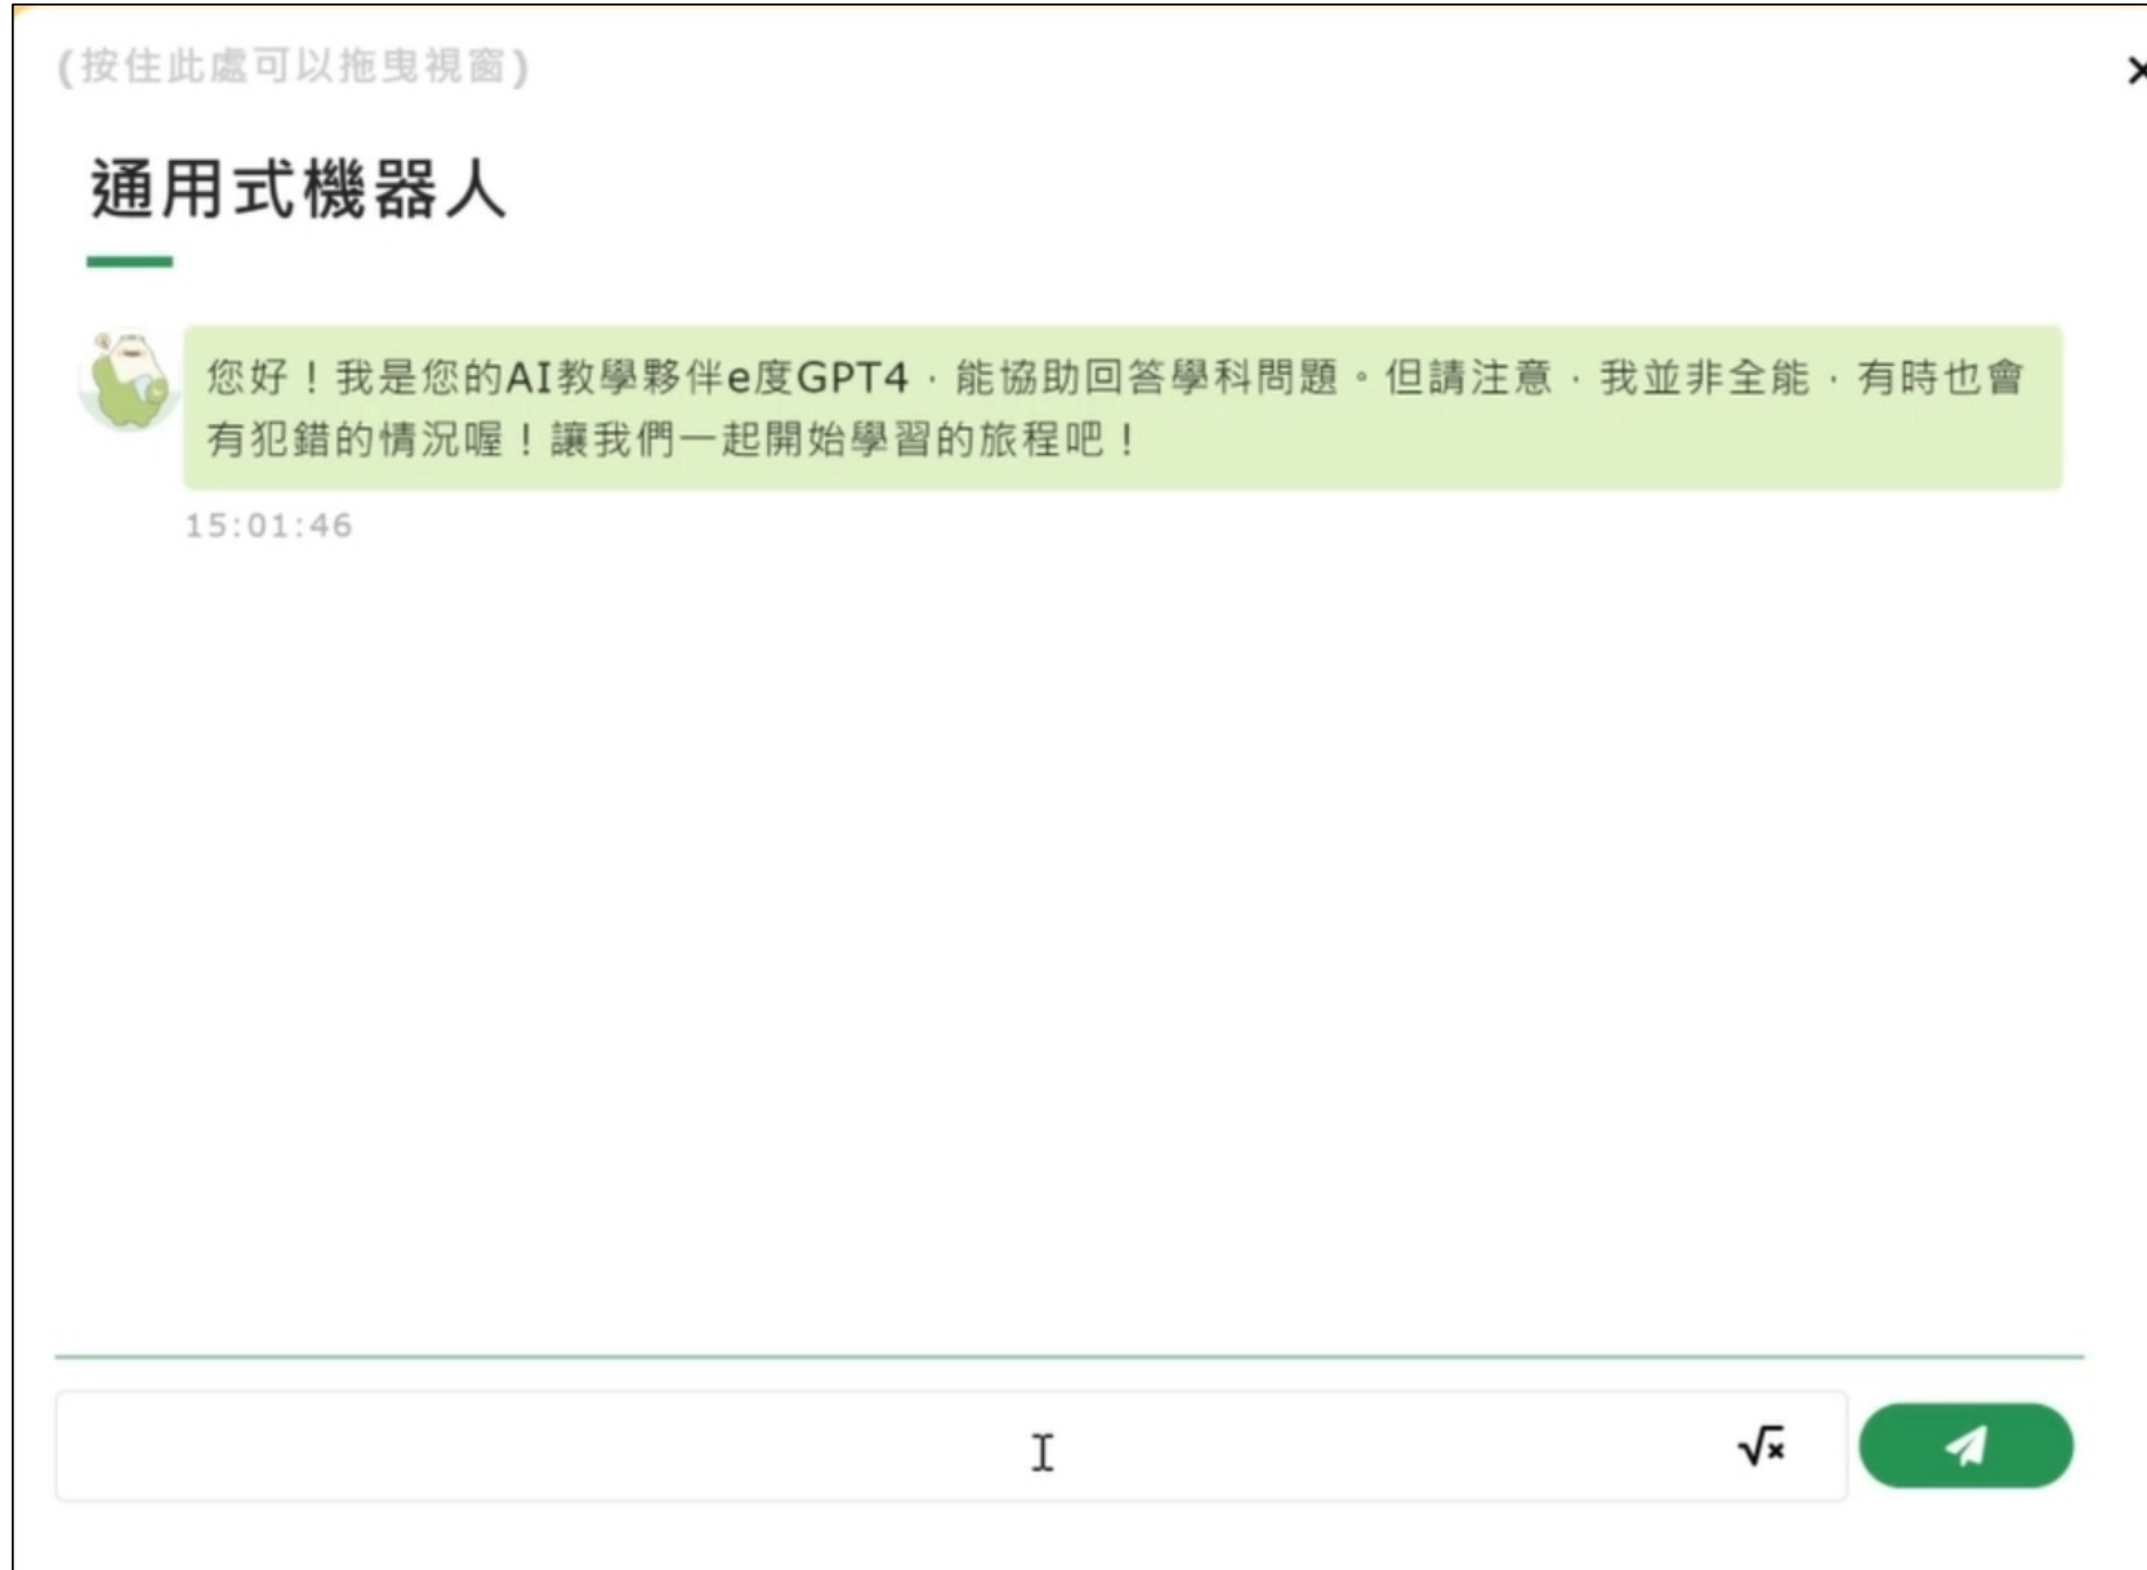 (按住此處可以拖曳視窗)
通用式機器人
您好！我是您的AI教學夥伴e度GPT4，能協助回答學科問題。但請注意，我並非全能，有時也會
有犯錯的情況喔！讓我們一起開始學習的旅程吧！
15:01:46